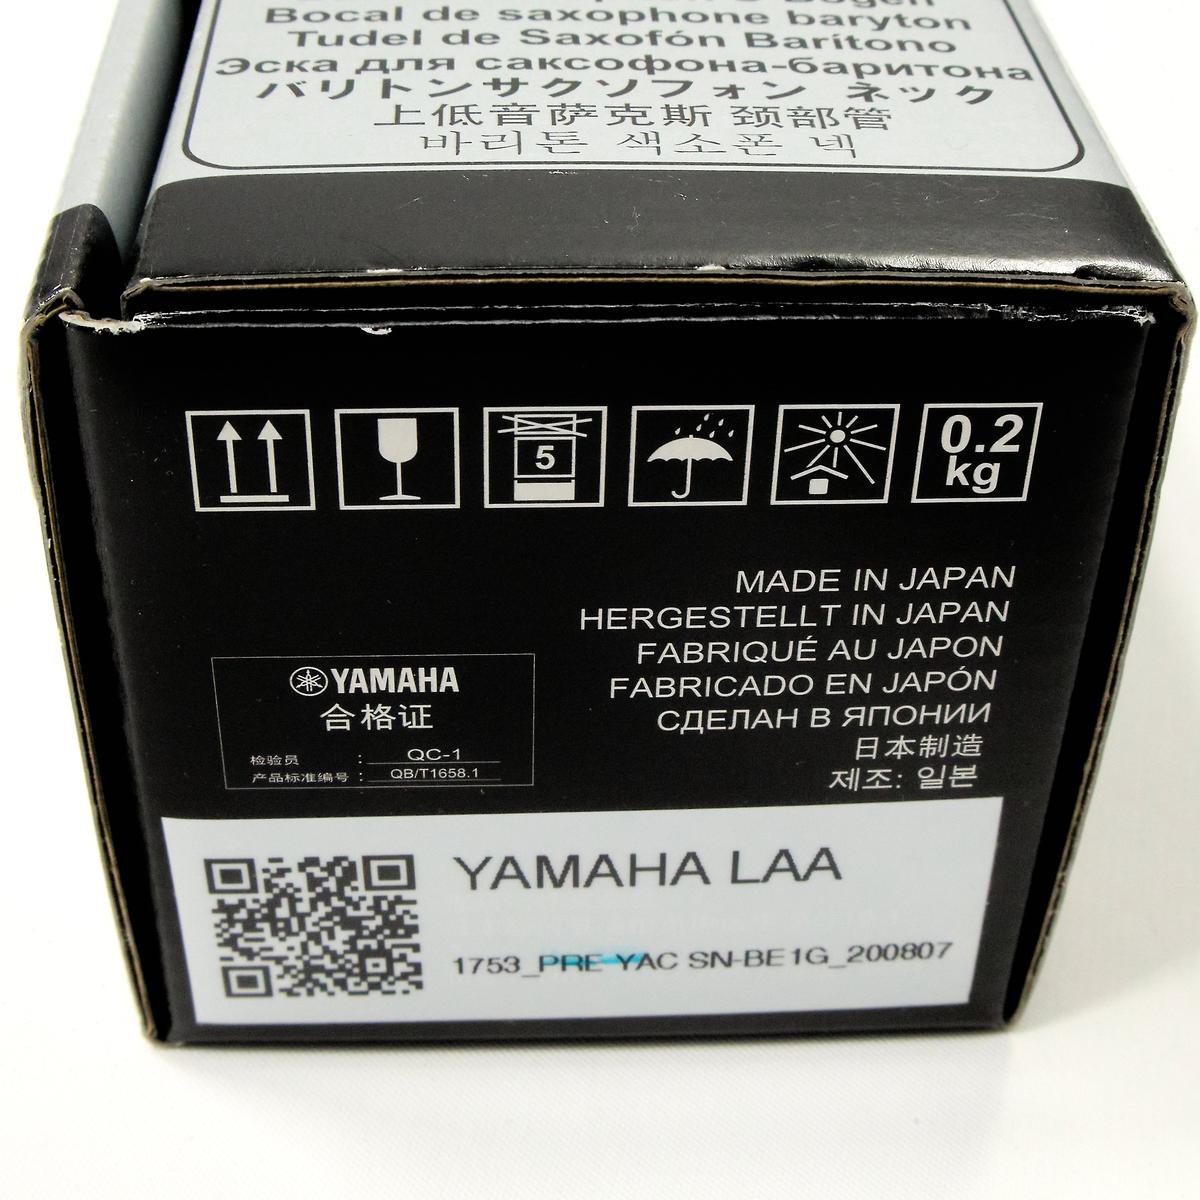 Bocal de saxophone baryton
Tudel de Saxofón Barítono
Эска для саксофона-баритона
バリトンサクソフォン ネック
上低音萨克斯 颈部管
바리톤 색소폰 넥
5
0.2
kg
MADE IN JAPAN
HERGESTELLT IN JAPAN
FABRIQUÉ AU JAPON
FABRICADO EN JAPÓN
СДЕЛАН В ЯПОНИИ
日本制造
제조: 일본
YAMAHA
合格证
检验员 : QC-1
产品标准编号 : QB/T1658.1
YAMAHA LAA
1753_PRE YAC SN-BE1G_200807